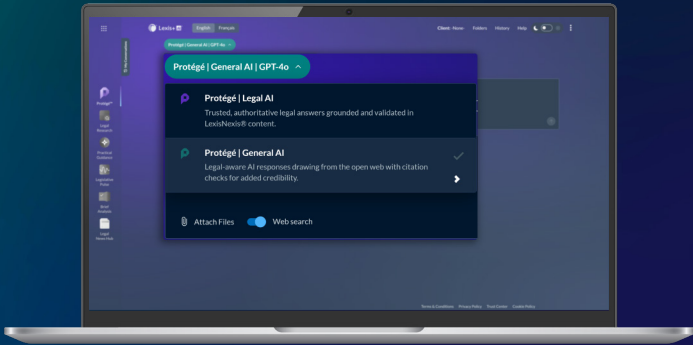 Lexis+ AI
English Français
Client: -None- Folders History Help
Protégé | General AI | GPT-4o
Protégé | General AI | GPT-4o
Protégé | Legal AI
Trusted, authoritative legal answers grounded and validated in
LexisNexis® content.
Protégé | General AI
Legal-aware AI responses drawing from the open web with citation
checks for added credibility.
Attach Files Web search
Protégé™
Legal
Research
Practical
Guidance
Brief
Analysis
Legal
News Hub
Terms & Conditions Privacy Policy Trust Center Cookie Policy